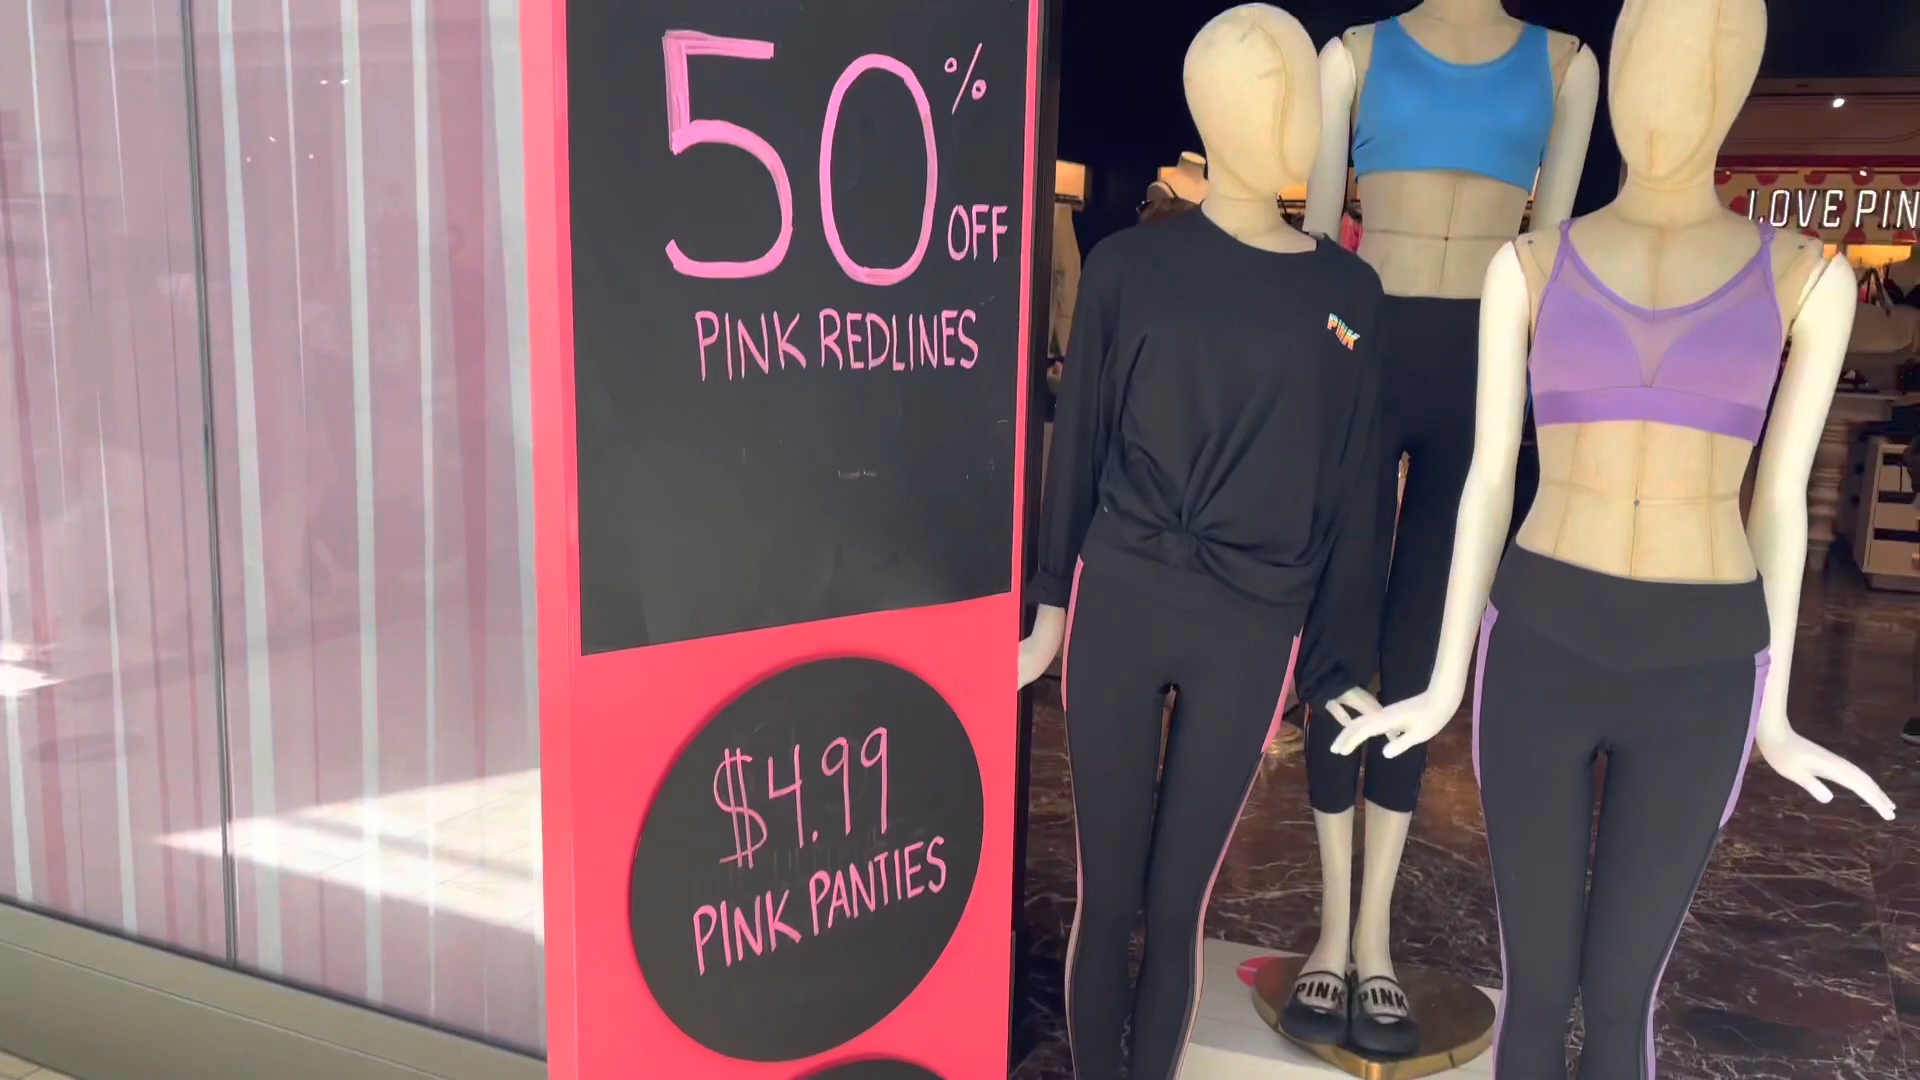 50% OFF
PINK REDLINES
$4.99
PINK PANTIES
PINK
LOVE PIN
PINK PINK